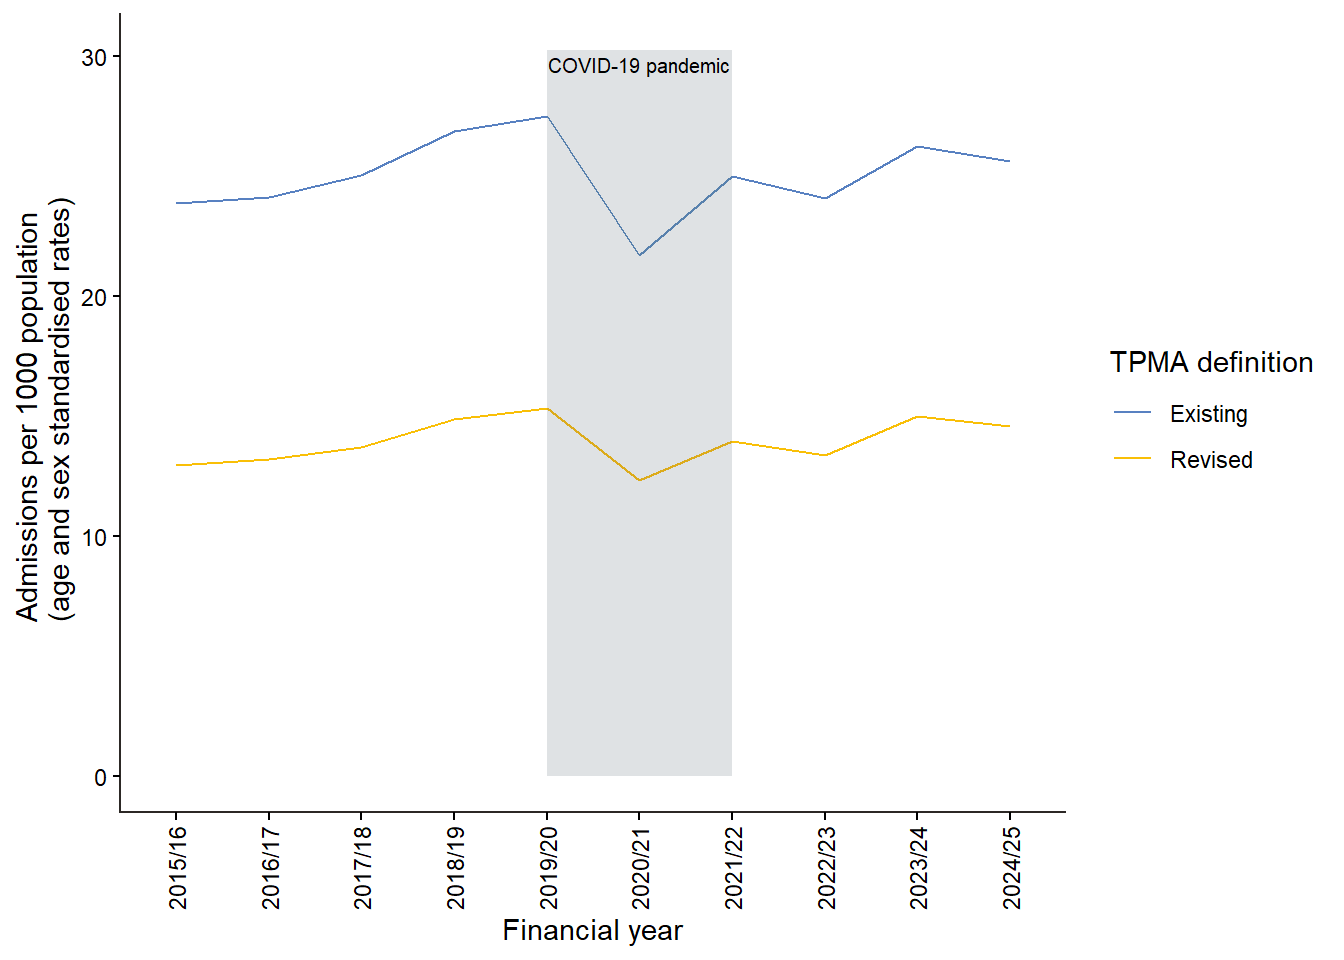 30
20
10
0
Admissions per 1000 population
(age and sex standardised rates)
COVID-19 pandemic
2015/16
2016/17
2017/18
2018/19
2019/20
2020/21
2021/22
2022/23
2023/24
2024/25
Financial year
TPMA definition
Existing
Revised